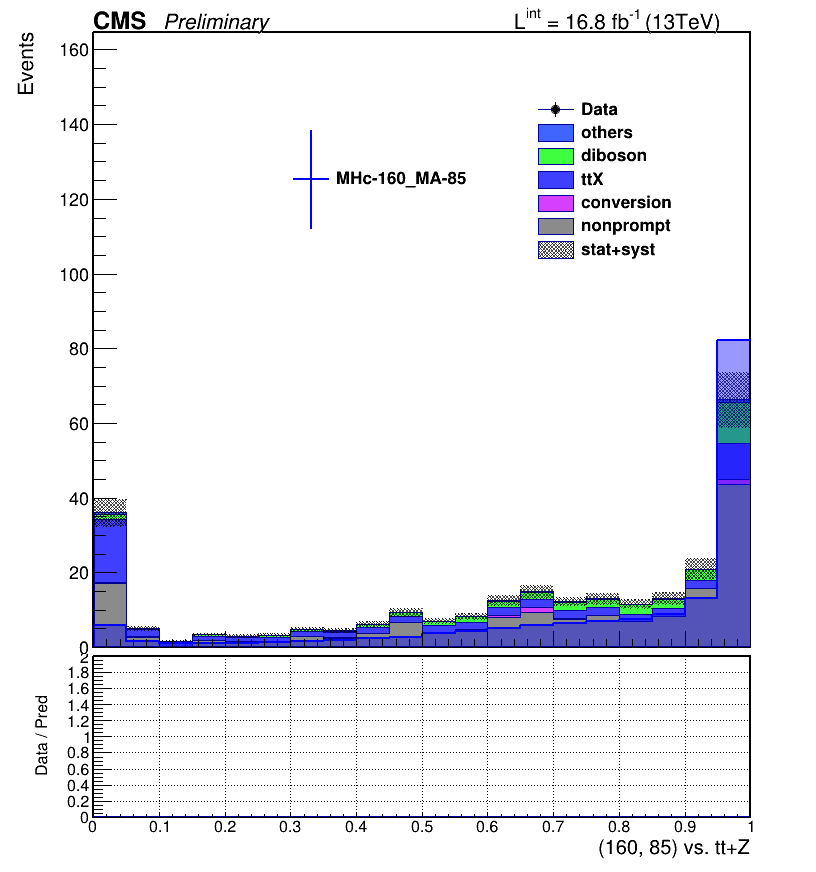 CMS Preliminary L^int = 16.8 fb^-1 (13TeV)
Events
160
140
120
100
80
60
40
20
0
MHc-160_MA-85
Data
others
diboson
ttX
conversion
nonprompt
stat+syst
Data / Pred
2
1.8
1.6
1.4
1.2
1
0.8
0.6
0.4
0.2
0
0 0.1 0.2 0.3 0.4 0.5 0.6 0.7 0.8 0.9 1
(160, 85) vs. tt+Z